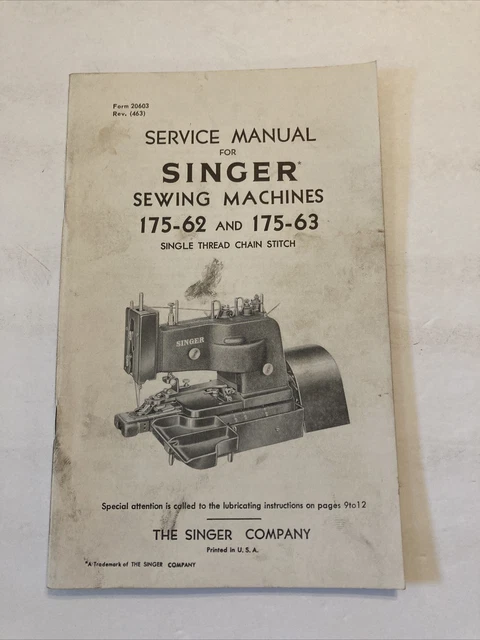 Form 20603
Rev. (463)
SERVICE MANUAL
FOR
SINGER*
SEWING MACHINES
175-62 AND 175-63
SINGLE THREAD CHAIN STITCH
SINGER
Special attention is called to the lubricating instructions on pages 9to12
THE SINGER COMPANY
Printed in U. S. A.
*A Trademark of THE SINGER COMPANY